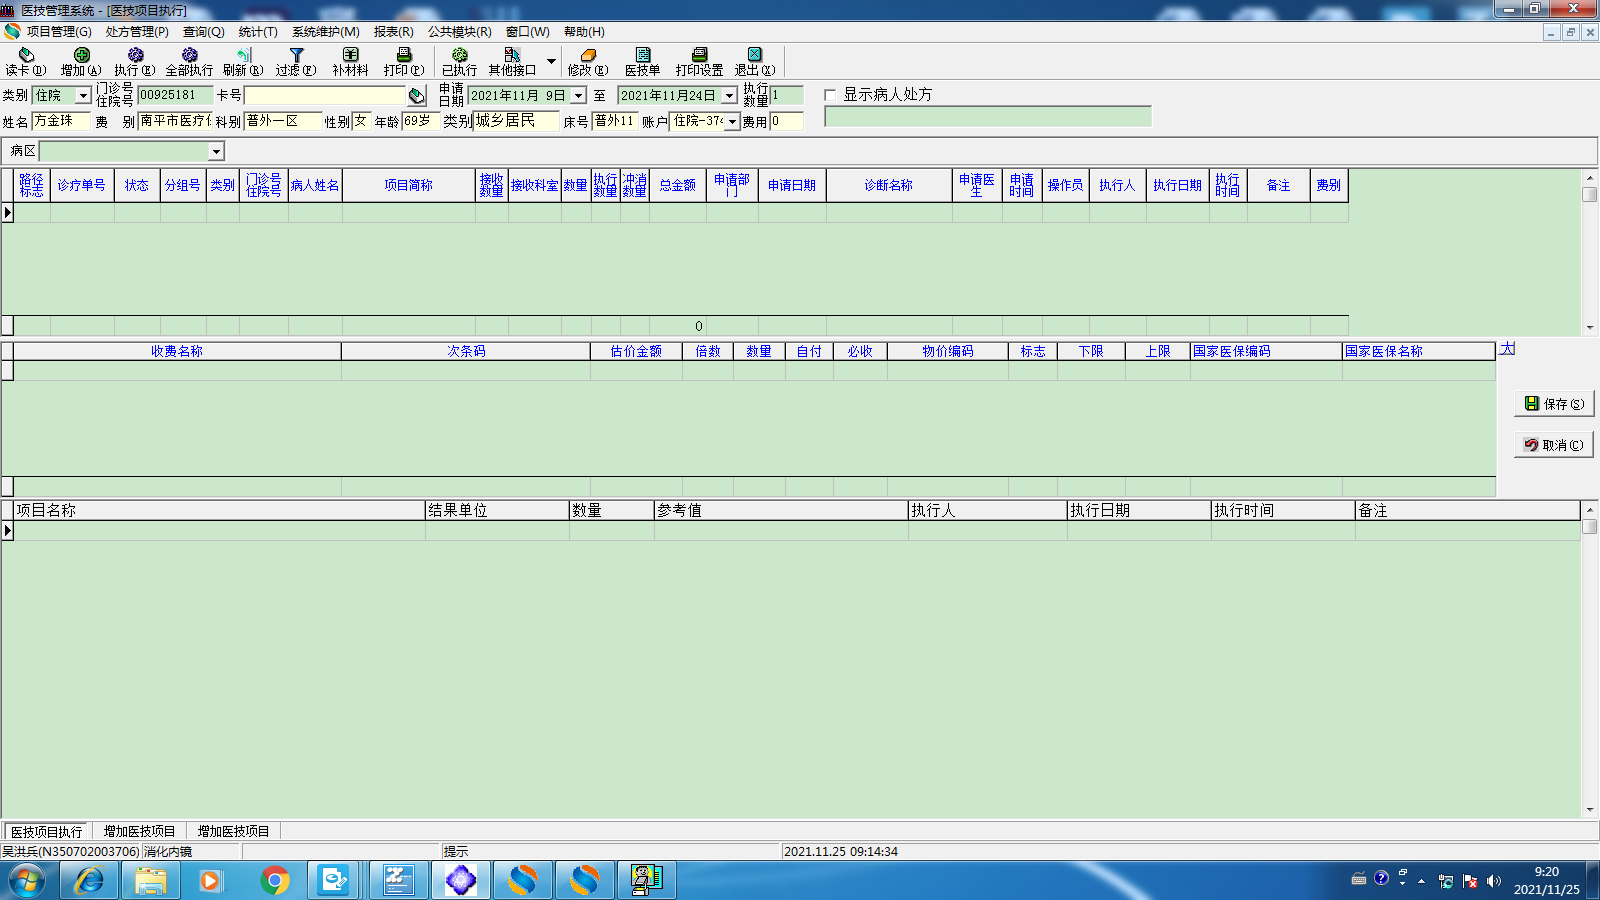 医技管理系统 - [医技项目执行]
项目管理(G) 处方管理(P) 查询(Q) 统计(T) 系统维护(M) 报表(R) 公共模块(R) 窗口(W) 帮助(H)
读卡(D) 增加(A) 执行(E) 全部执行 刷新(R) 过滤(F) 补材料 打印(P) 已执行 其他接口 修改(E) 医技单 打印设置 退出(X)
类别 住院 门诊号住院号 00925181 卡号 申请日期 2021年11月 9日 至 2021年11月24日 执行数量 1 显示病人处方
姓名 方金珠 费 别 南平市医疗 科别 普外一区 性别 女 年龄 69岁 类别 城乡居民 床号 普外11 账户 住院-374 费用 0
病区
路径标志 诊疗单号 状态 分组号 类别 门诊号住院号 病人姓名 项目简称 接收数量 接收科室 数量 执行数量 冲消数量 总金额 申请部门 申请日期 诊断名称 申请医生 申请时间 操作员 执行人 执行日期 执行时间 备注 费别
0
收费名称 次条码 估价金额 倍数 数量 自付 必收 物价编码 标志 下限 上限 国家医保编码 国家医保名称 大
保存(S)
取消(C)
项目名称 结果单位 数量 参考值 执行人 执行日期 执行时间 备注
医技项目执行 增加医技项目 增加医技项目
吴洪兵(N350702003706) 消化内镜 提示 2021.11.25 09:14:34
9:20
2021/11/25